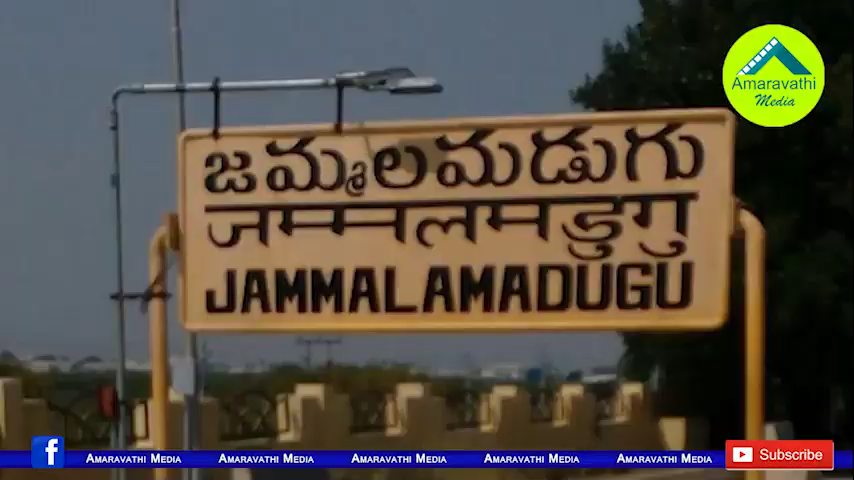 Amaravathi
Media
జమ్మలమడుగు
जम्मलमडुगु
JAMMALAMADUGU
f AMARAVATHI MEDIA AMARAVATHI MEDIA AMARAVATHI MEDIA AMARAVATHI MEDIA AMARAVATHI MEDIA Subscribe